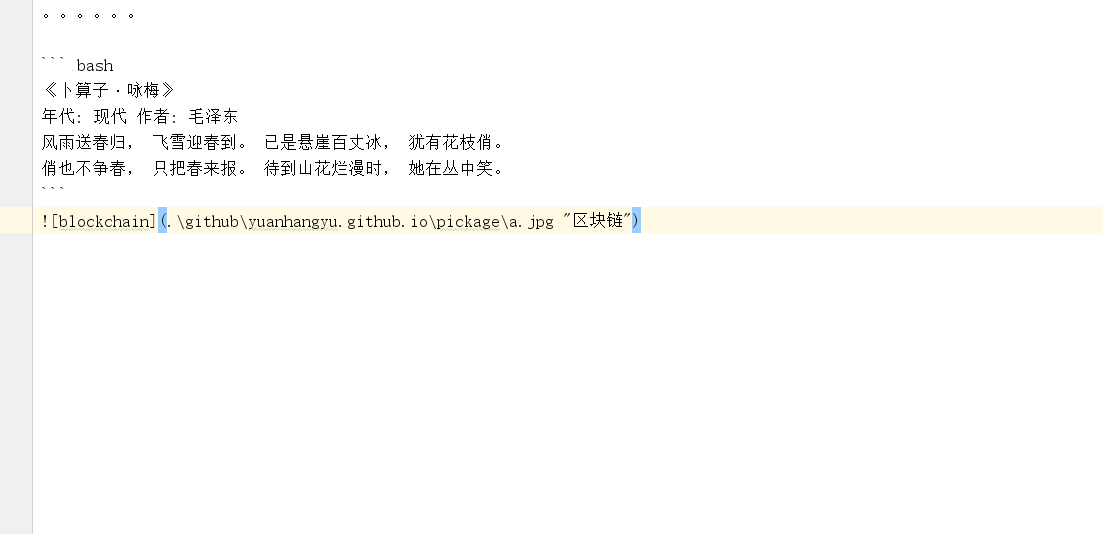 。。。。。。
``` bash
《卜算子·咏梅》
年代: 现代 作者: 毛泽东
风雨送春归, 飞雪迎春到。 已是悬崖百丈冰, 犹有花枝俏。
俏也不争春, 只把春来报。 待到山花烂漫时, 她在丛中笑。
```
![blockchain](.\github\yuanhangyu.github.io\pickage\a.jpg "区块链")